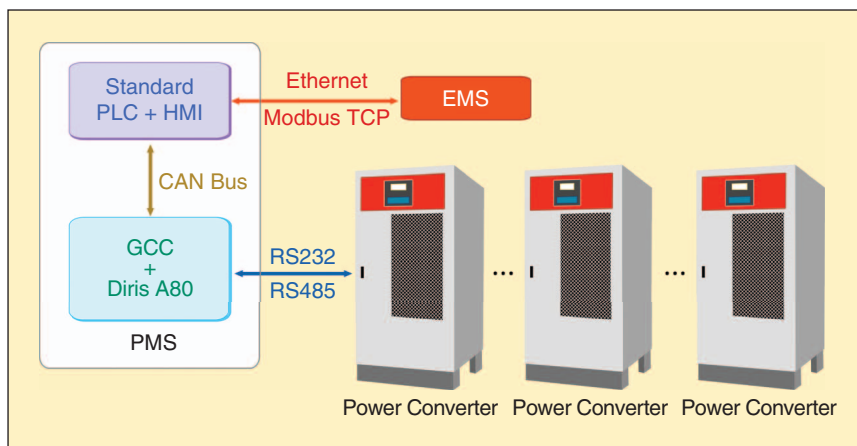 Standard
PLC + HMI
Ethernet
Modbus TCP
EMS
CAN Bus
GCC
+
Diris A80
RS232
RS485
...
...
PMS
Power Converter
Power Converter
Power Converter